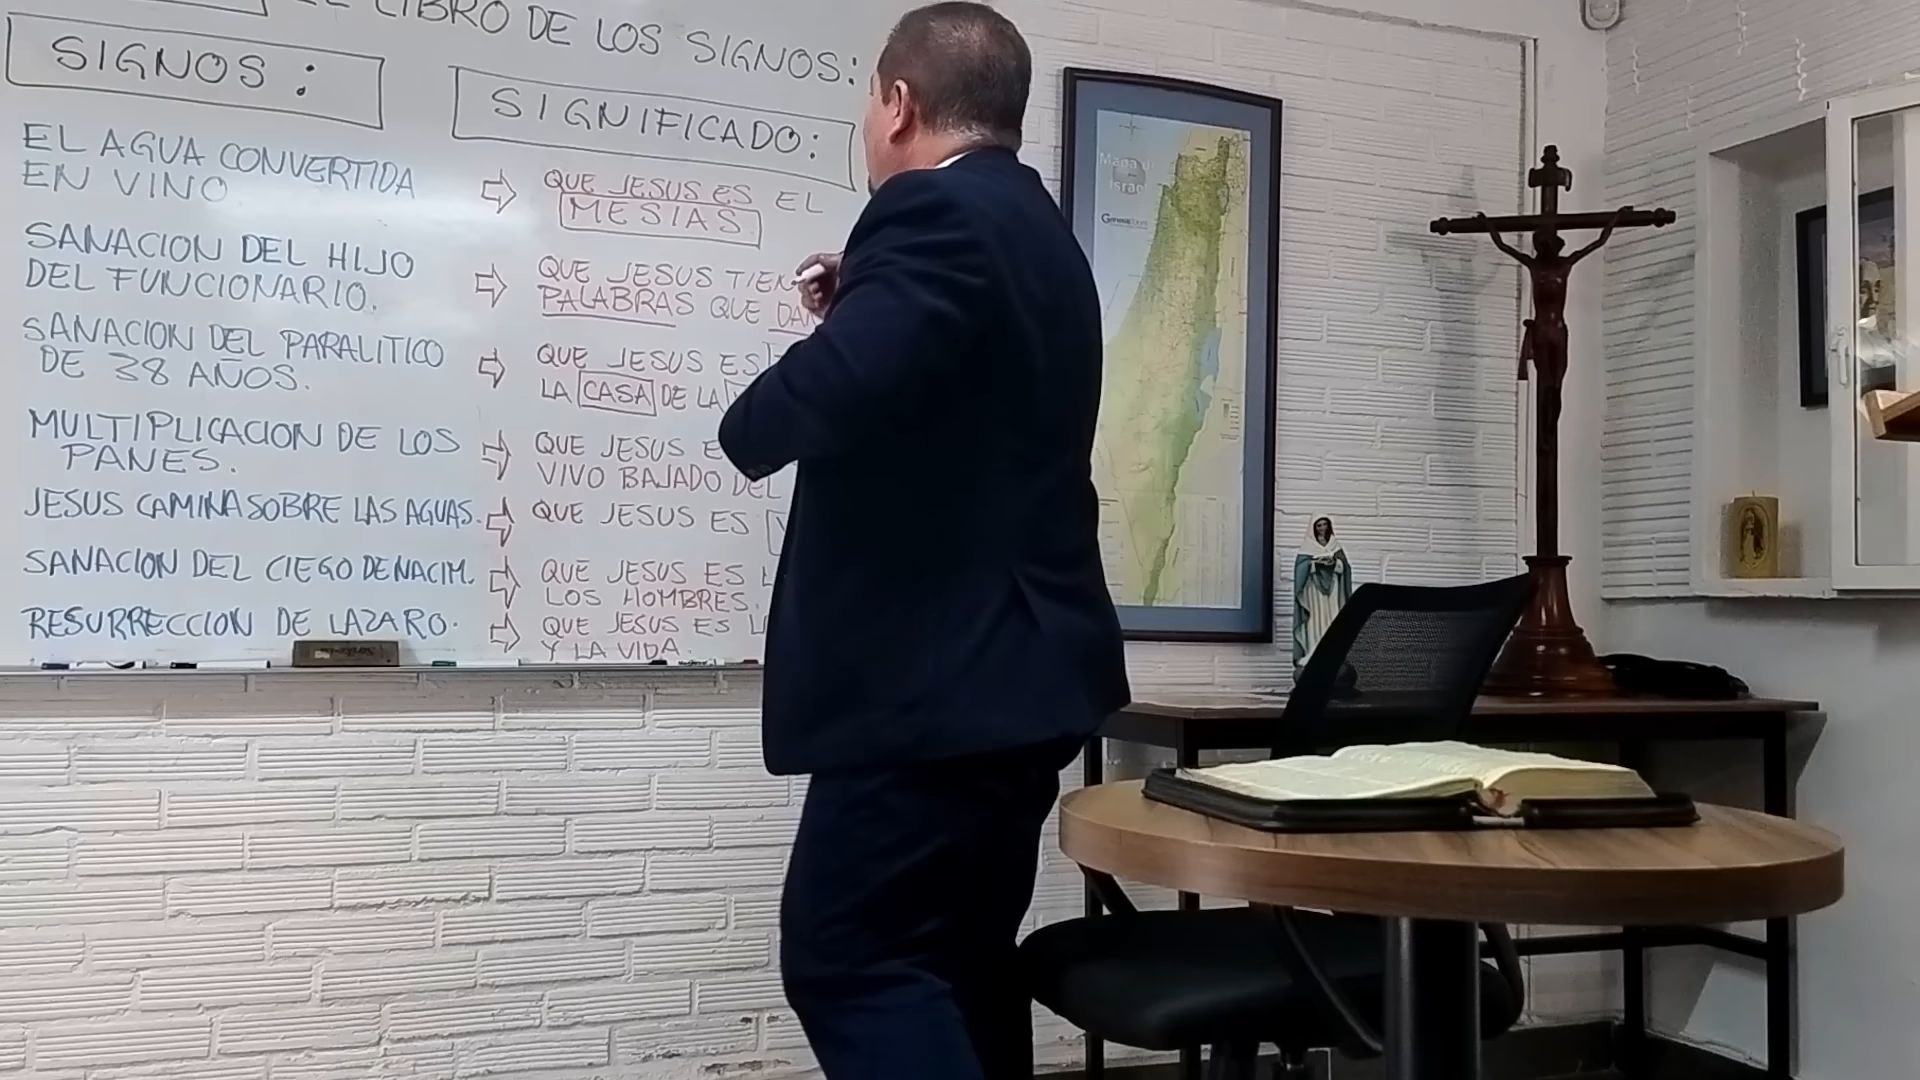 LIBRO DE LOS SIGNOS:
SIGNOS:
SIGNIFICADO:
EL AGUA CONVERTIDA
EN VINO
QUE JESUS ES EL
MESIAS.
SANACION DEL HIJO
DEL FUNCIONARIO.
QUE JESUS
PALABRAS QUE
SANACION DEL PARALITICO
DE 38 AÑOS.
QUE JESUS ES
LA CASA DE LA
MULTIPLICACION DE LOS
PANES.
QUE JESUS
VIVO BAJADO DEL
JESUS CAMINA SOBRE LAS AGUAS.
QUE JESUS ES
SANACION DEL CIEGO DE NACIM.
QUE JESUS ES
LOS HOMBRES.
RESURRECCION DE LAZARO.
QUE JESUS ES
Y LA VIDA.
Mapa
Israel